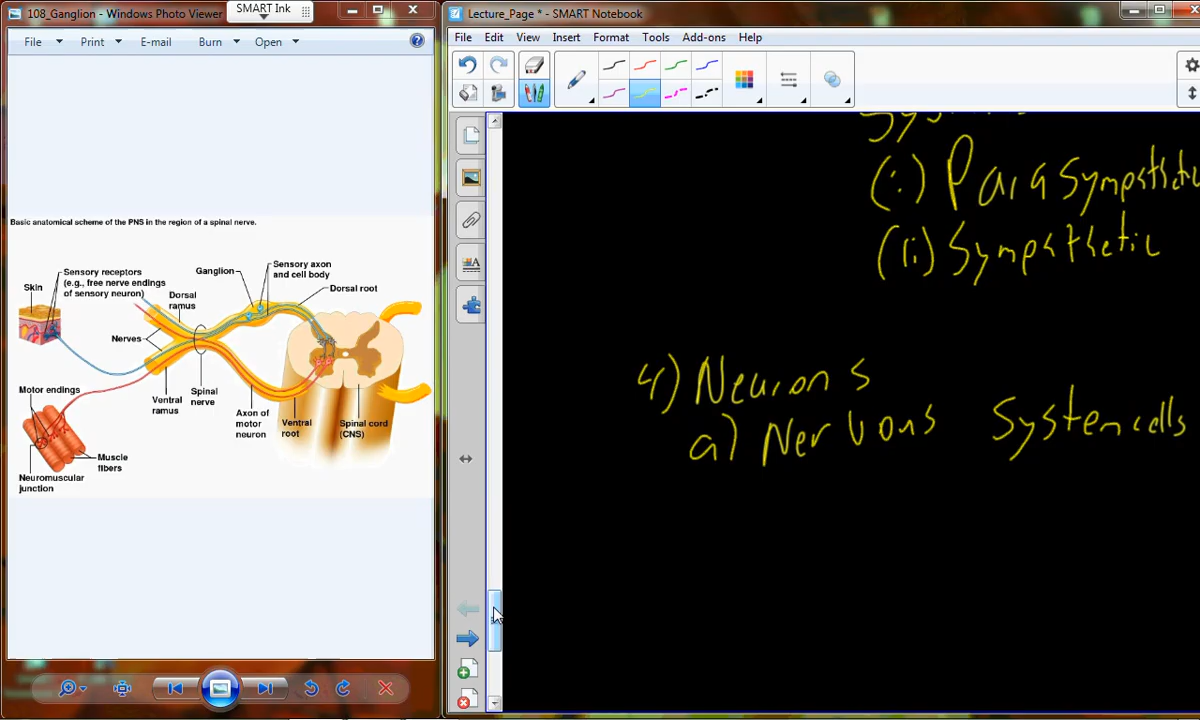 108_Ganglion - Windows Photo Viewer
SMART Ink
File Print E-mail Burn Open
Basic anatomical scheme of the PNS in the region of a spinal nerve.
Skin
Sensory receptors
(e.g., free nerve endings
of sensory neuron)
Dorsal
ramus
Ganglion
Sensory axon
and cell body
Dorsal root
Nerves
Motor endings
Ventral
ramus
Spinal
nerve
Axon of
motor
neuron
Ventral
root
Spinal cord
(CNS)
Muscle
fibers
Neuromuscular
junction
Lecture_Page * - SMART Notebook
File Edit View Insert Format Tools Add-ons Help
(i) Parasympathetic
(ii) Sympathetic
4) Neurons
a) Nervous System cells